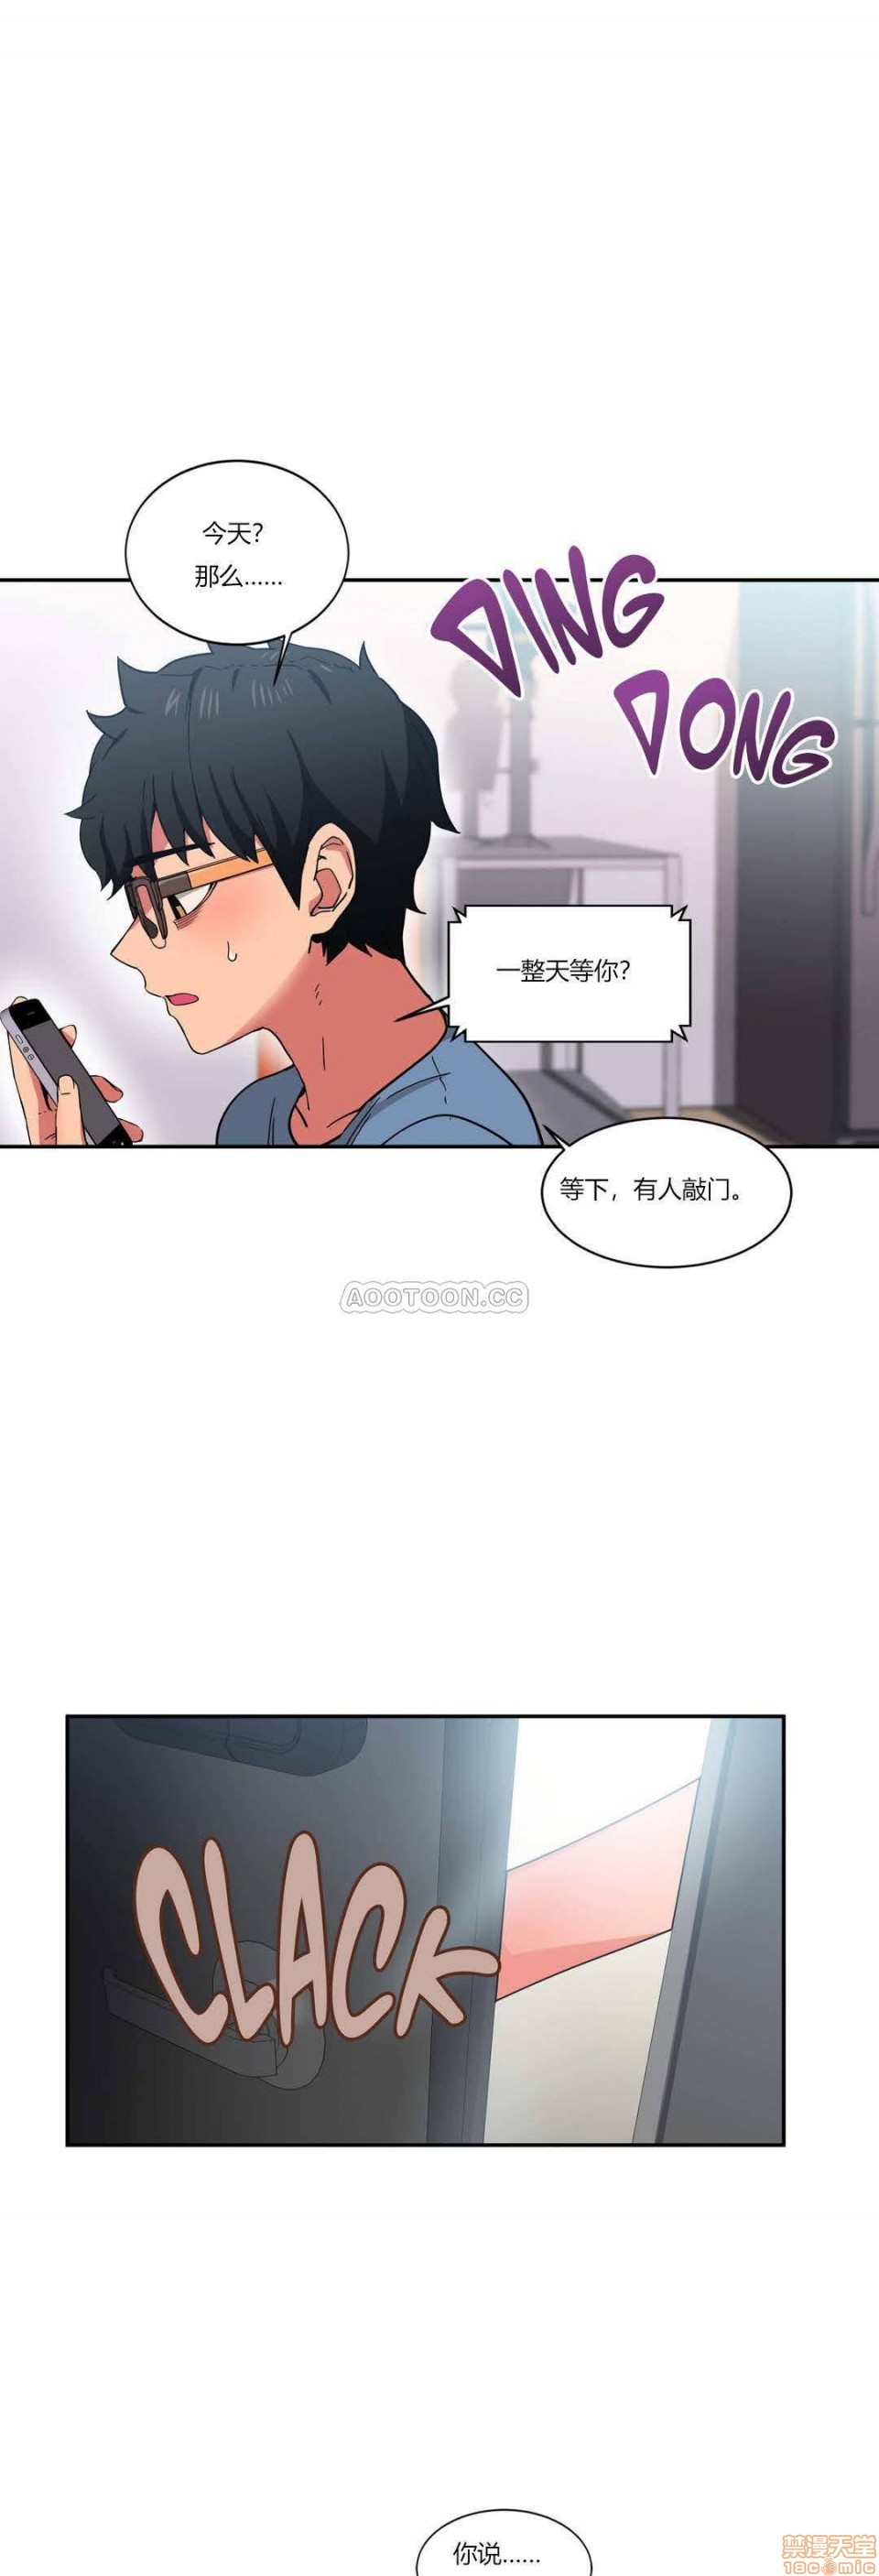 今天?
那么……
DING
DONG
一整天等你?
等下，有人敲门。
AOOTOON.CC
CLACK
你说……
禁漫天堂
18comic